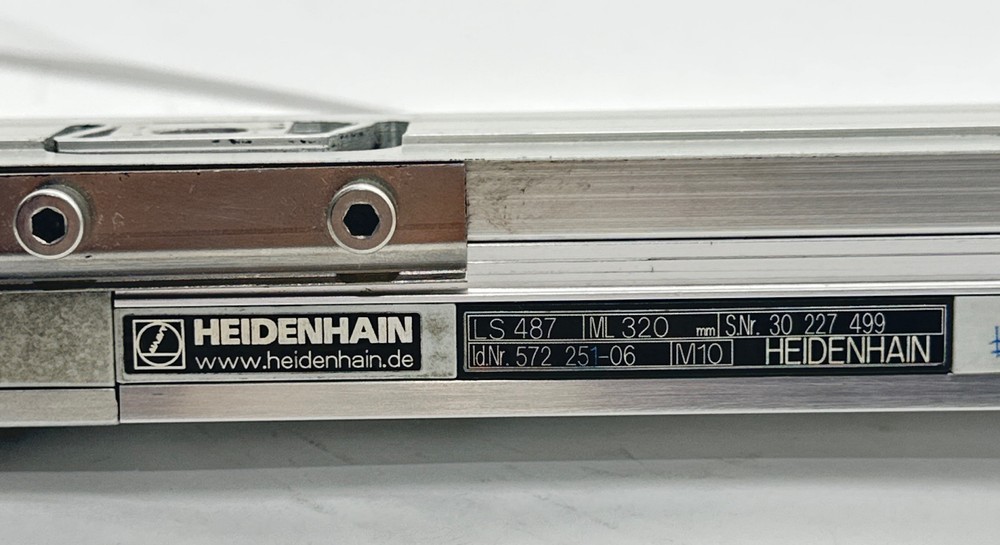 HEIDENHAIN
www.heidenhain.de
LS 487 ML 320 mm S.Nr. 30 227 499
Id.Nr. 572 251-06 M10 HEIDENHAIN